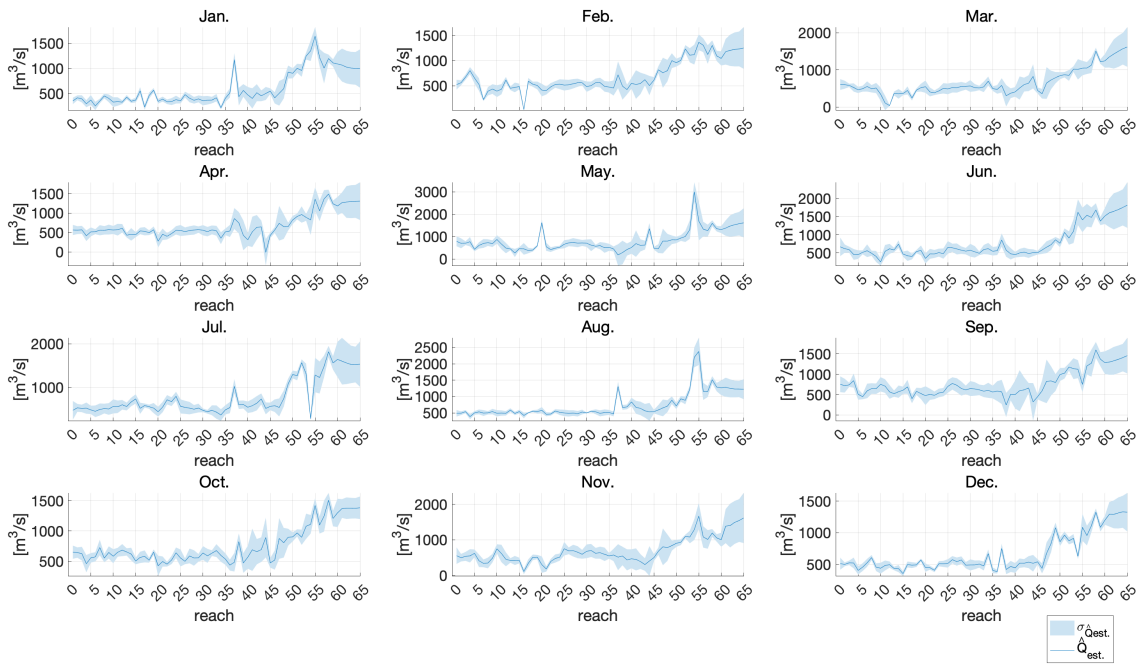 Jan. Feb. Mar.
[m³/s] 1500 1000 500
0 5 10 15 20 25 30 35 40 45 50 55 60 65
reach
[m³/s] 1500 1000 500
0 5 10 15 20 25 30 35 40 45 50 55 60 65
reach
[m³/s] 2000 1000 0
0 5 10 15 20 25 30 35 40 45 50 55 60 65
reach
Apr. May. Jun.
[m³/s] 1500 1000 500 0
0 5 10 15 20 25 30 35 40 45 50 55 60 65
reach
[m³/s] 3000 2000 1000 0
0 5 10 15 20 25 30 35 40 45 50 55 60 65
reach
[m³/s] 2000 1500 1000 500
0 5 10 15 20 25 30 35 40 45 50 55 60 65
reach
Jul. Aug. Sep.
[m³/s] 2000 1000
0 5 10 15 20 25 30 35 40 45 50 55 60 65
reach
[m³/s] 2500 2000 1500 1000 500
0 5 10 15 20 25 30 35 40 45 50 55 60 65
reach
[m³/s] 1500 1000 500 0
0 5 10 15 20 25 30 35 40 45 50 55 60 65
reach
Oct. Nov. Dec.
[m³/s] 1500 1000 500
0 5 10 15 20 25 30 35 40 45 50 55 60 65
reach
[m³/s] 2000 1000 0
0 5 10 15 20 25 30 35 40 45 50 55 60 65
reach
[m³/s] 1500 1000 500
0 5 10 15 20 25 30 35 40 45 50 55 60 65
reach
σ Q̂est.
Q̂ est.